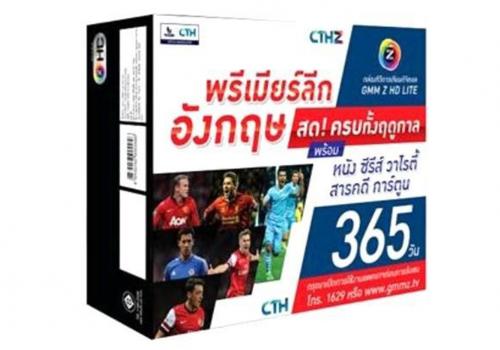 CTH
CTHZ
Z
กล่องทีวีดาวเทียมดิจิตอล
GMM Z HD LITE
พรีเมียร์ลีก
อังกฤษ
สด! ครบทั้งฤดูกาล
พร้อม
หนัง ซีรีส์ วาไรตี้
สารคดี การ์ตูน
365 วัน
โทร. 1629 หรือ www.gmmz.tv
CTH
HD
AON